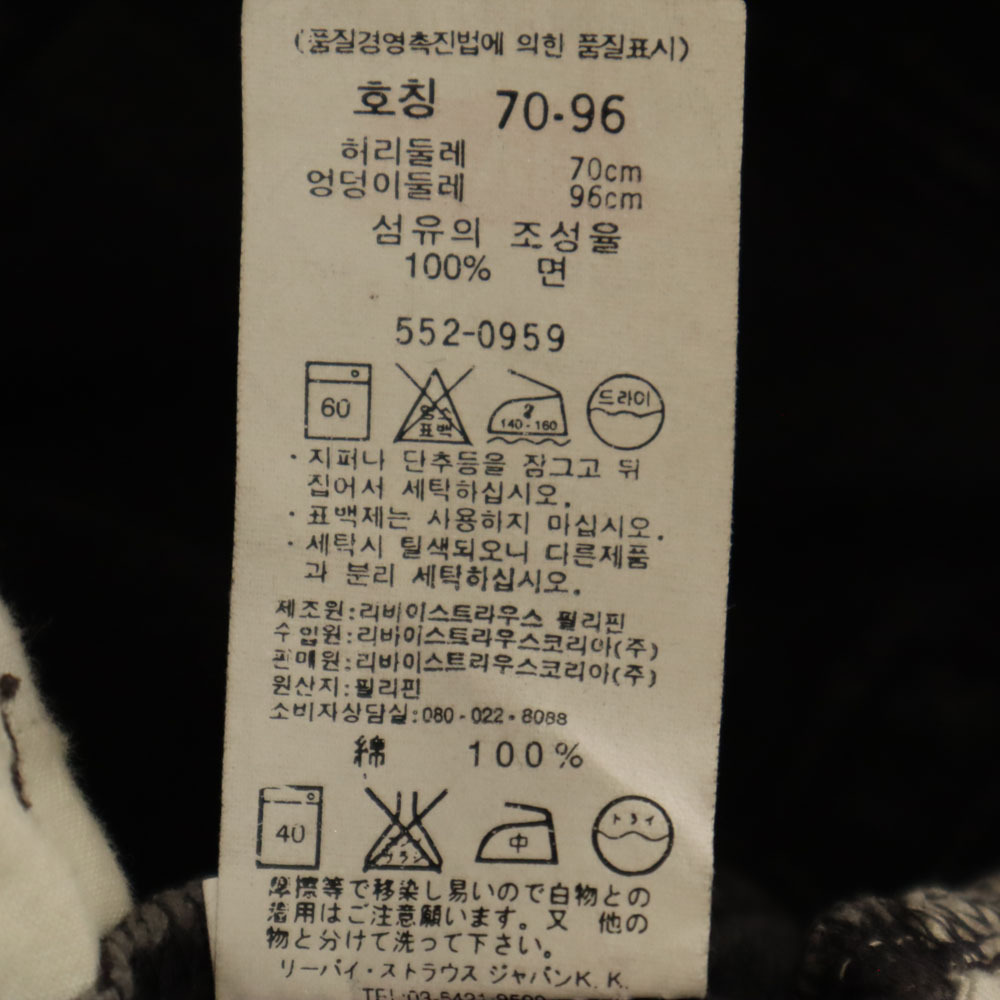 (품질경영촉진법에 의힌 품질표시)
호칭 70-96
허리둘레 70cm
엉덩이둘레 96cm
섬유의 조성율
100% 면
552-0959
60 염소 표백 140-160 드라이
· 지퍼나 단추등을 잠그고 뒤
집어서 세탁하십시오.
· 표백제는 사용하지 마십시오.
· 세탁시 탈색되오니 다른제품
과 분리 세탁하십시오.
제조원:리바이스트라우스 필리핀
수입원:리바이스트라우스코리아(주)
판매원:리바이스트리우스코리아(주)
원산지:필리핀
소비자상담실:080-022-8088
綿 100%
40 中 ドライ
摩擦等で移染し易いので白物との
着用はご注意願います。又 他の
物と分けて洗って下さい。
リーバイ・ストラウス ジャパンK.K.
TEL:03-5421-9500